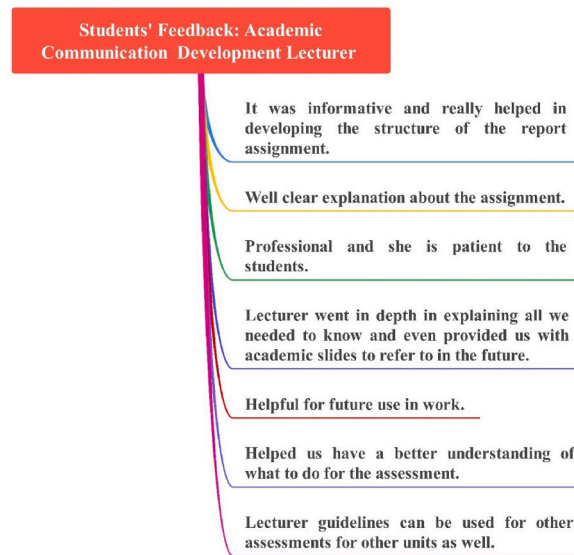 Students' Feedback: Academic
Communication Development Lecturer
It was informative and really helped in
developing the structure of the report
assignment.
Well clear explanation about the assignment.
Professional and she is patient to the
students.
Lecturer went in depth in explaining all we
needed to know and even provided us with
academic slides to refer to in the future.
Helpful for future use in work.
Helped us have a better understanding of
what to do for the assessment.
Lecturer guidelines can be used for other
assessments for other units as well.